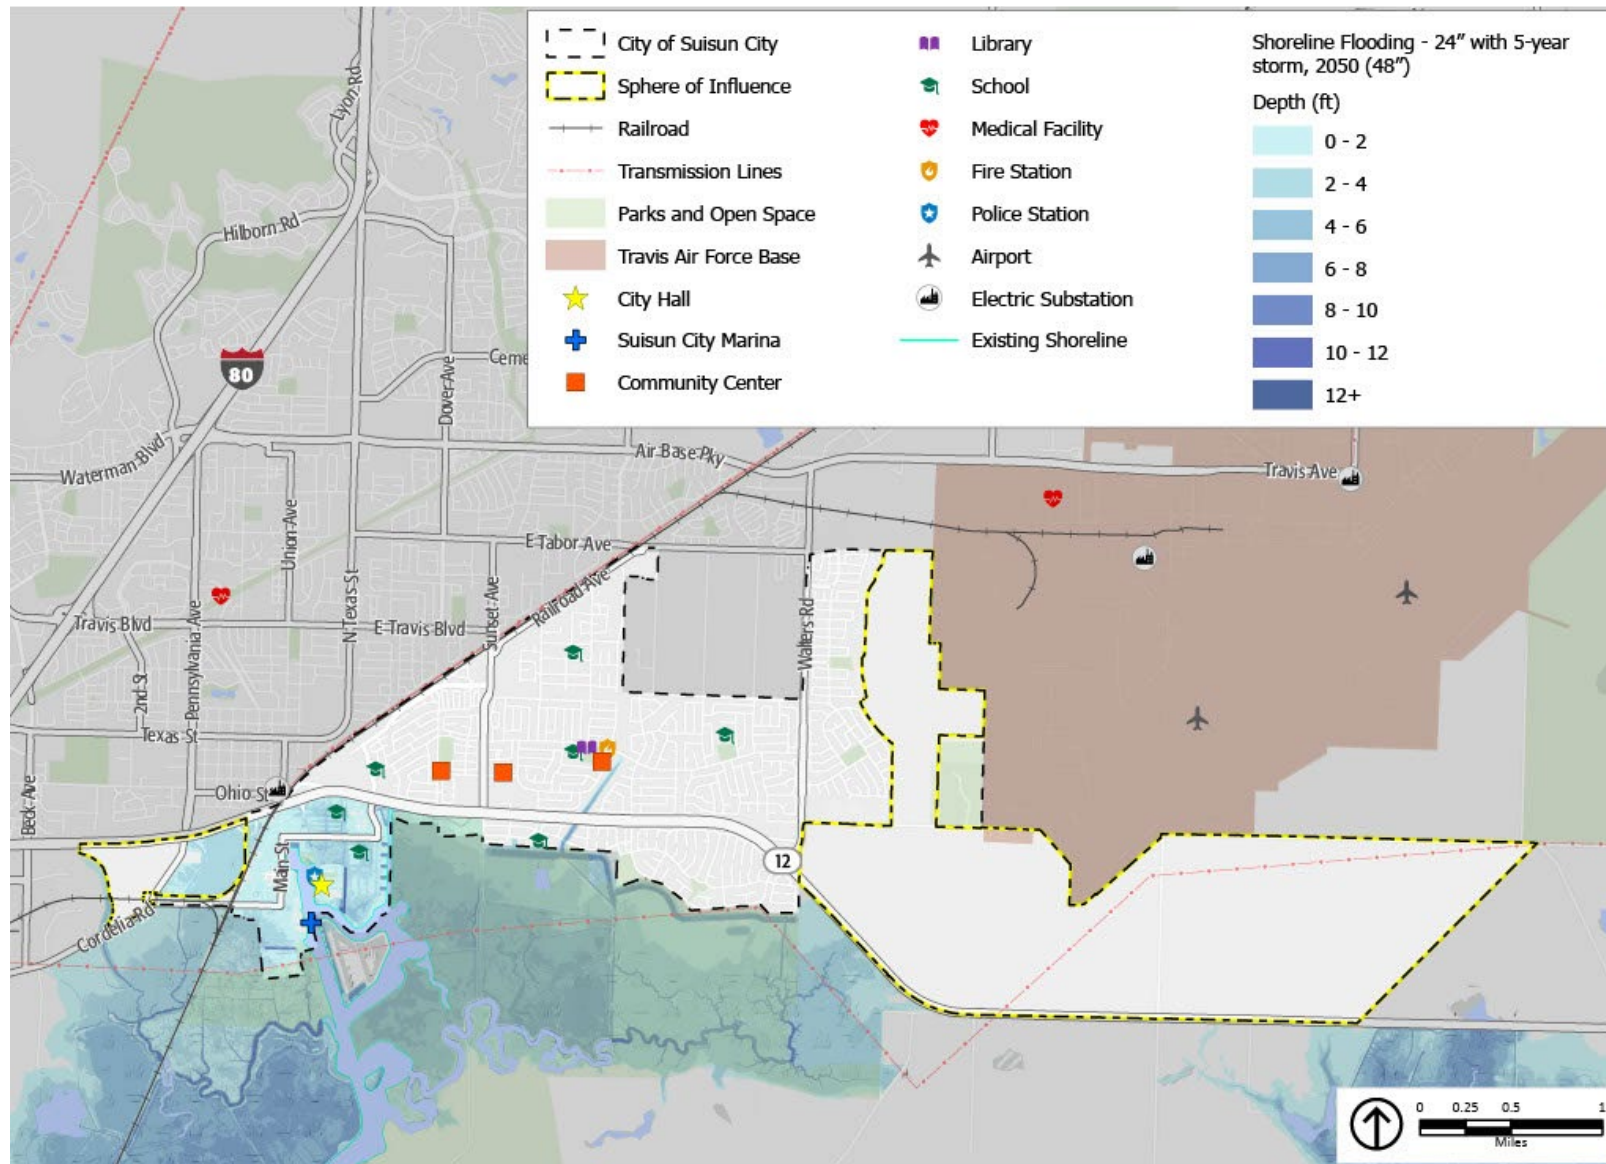 City of Suisun City
Sphere of Influence
Railroad
Transmission Lines
Parks and Open Space
Travis Air Force Base
City Hall
Suisun City Marina
Community Center
Library
School
Medical Facility
Fire Station
Police Station
Airport
Electric Substation
Existing Shoreline
Shoreline Flooding - 24” with 5-year
storm, 2050 (48”)
Depth (ft)
0 - 2
2 - 4
4 - 6
6 - 8
8 - 10
10 - 12
12+
Lyon Rd
Hilborn Rd
80
Dover Ave
Ceme
Waterman Blvd
Air Base Pky
Travis Ave
Union Ave
E Tabor Ave
N Texas St
Sunset Ave
Railroad Ave
Walters Rd
Travis Blvd
Pennsylvania Ave
E Travis Blvd
2nd St
Texas St
Beck Ave
Ohio St
Main St
12
Cordelia Rd
0 0.25 0.5 1
Miles